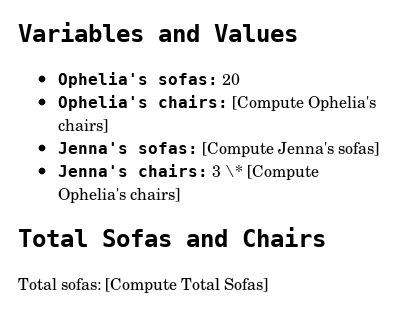 Variables and Values
• Ophelia's sofas: 20
• Ophelia's chairs: [Compute Ophelia's
chairs]
• Jenna's sofas: [Compute Jenna's sofas]
• Jenna's chairs: 3 \* [Compute
Ophelia's chairs]
Total Sofas and Chairs
Total sofas: [Compute Total Sofas]